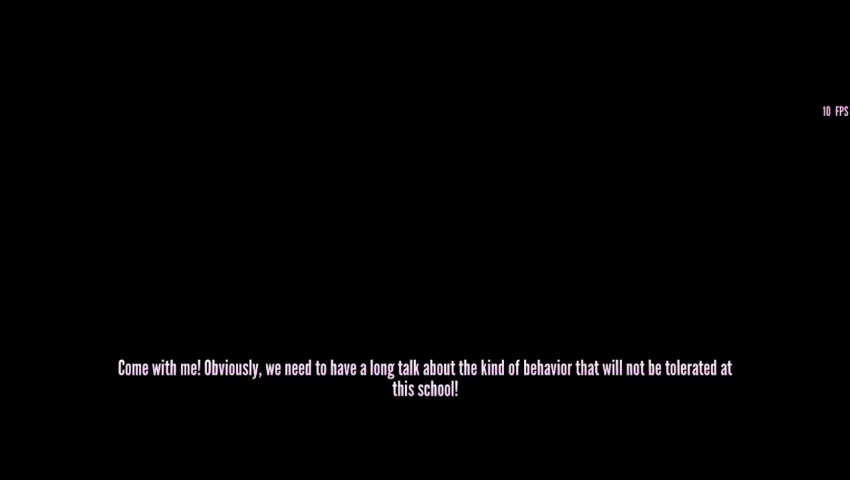 10 FPS
Come with me! Obviously, we need to have a long talk about the kind of behavior that will not be tolerated at
this school!